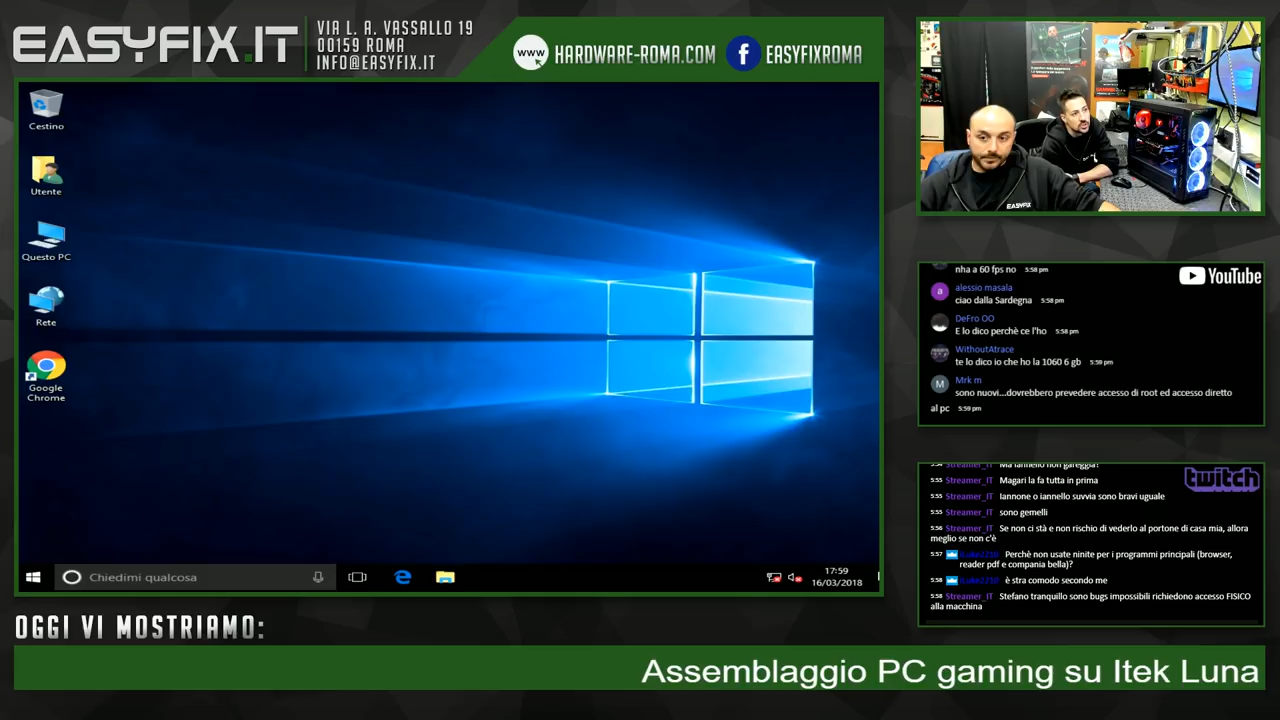 EASYFIX.IT
VIA L. A. VASSALLO 19
00159 ROMA
INFO@EASYFIX.IT
WWW
HARDWARE-ROMA.COM
f
EASYFIXROMA
Cestino
Utente
Questo PC
Rete
Google
Chrome
Chiedimi qualcosa
17:59
16/03/2018
EASYFIX
YouTube
nha a 60 fps no 5:58 pm
a
alessio masala
ciao dalla Sardegna 5:58 pm
DeFro OO
E lo dico perchè ce l'ho 5:58 pm
WithoutAtrace
te lo dico io che ho la 1060 6 gb 5:59 pm
M
Mrk m
sono nuovi...dovrebbero prevedere accesso di root ed accesso diretto
al pc 5:59 pm
twitch
5:54 Streamer_IT Ma Iannello non gareggia?
5:55 Streamer_IT Magari la fa tutta in prima
5:55 Streamer_IT Iannone o iannello suvvia sono bravi uguale
5:55 Streamer_IT sono gemelli
5:56 Streamer_IT Se non ci stà e non rischio di vederlo al portone di casa mia, allora
meglio se non c'è
5:57 Perchè non usate ninite per i programmi principali (browser,
reader pdf e compania bella)?
5:58 è stra comodo secondo me
5:58 Streamer_IT Stefano tranquillo sono bugs impossibili richiedono accesso FISICO
alla macchina
OGGI VI MOSTRIAMO:
Assemblaggio PC gaming su Itek Luna